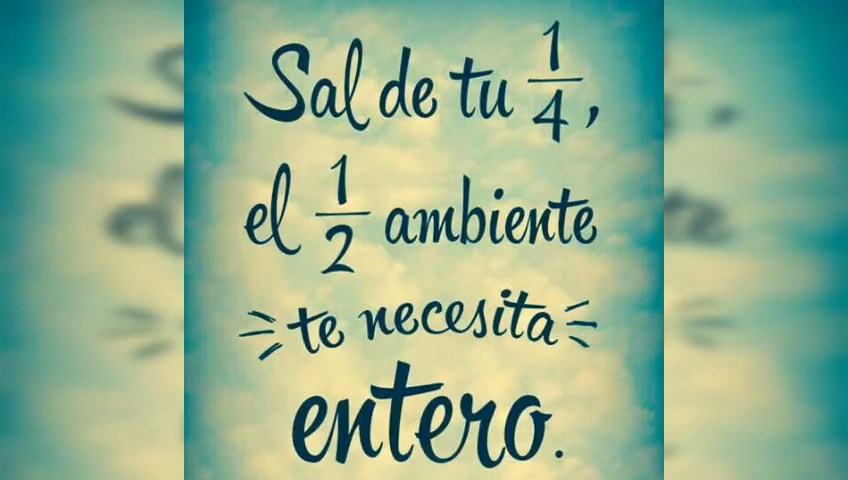 Sal de tu 1/4,
el 1/2 ambiente
te necesita
entero.